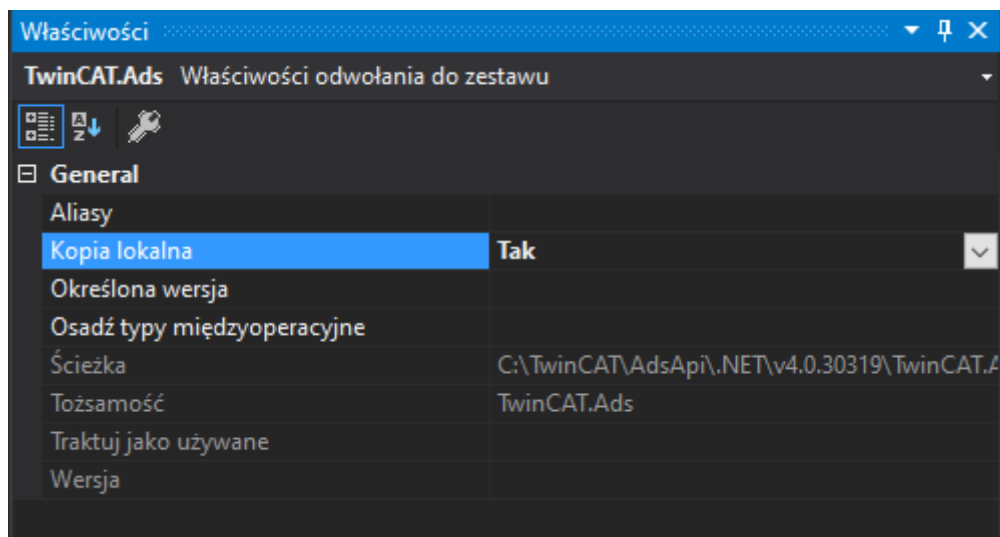 Właściwości
TwinCAT.Ads Właściwości odwołania do zestawu
General
Aliasy
Kopia lokalna Tak
Określona wersja
Osadź typy międzyoperacyjne
Ścieżka C:\TwinCAT\AdsApi\.NET\v4.0.30319\TwinCAT.A
Tożsamość TwinCAT.Ads
Traktuj jako używane
Wersja